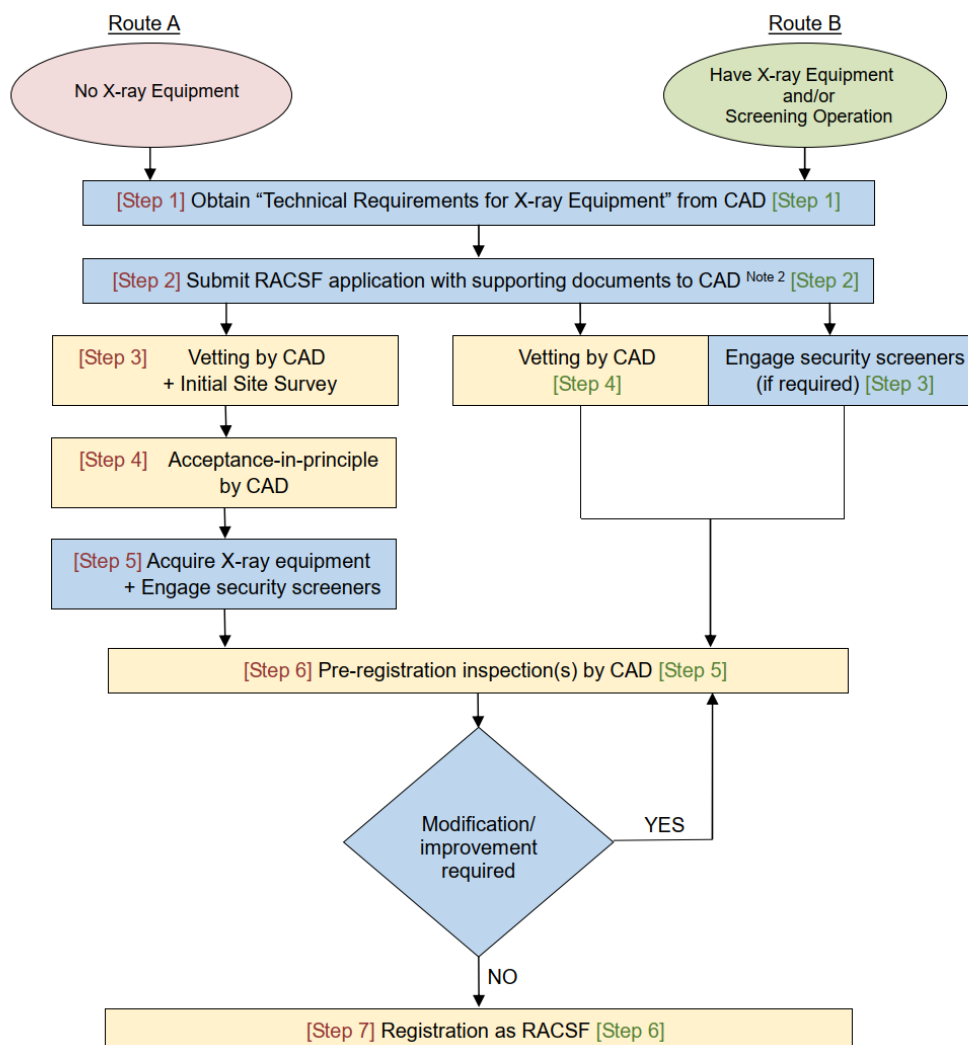 Route A
Route B
No X-ray Equipment
Have X-ray Equipment
and/or
Screening Operation
[Step 1] Obtain “Technical Requirements for X-ray Equipment” from CAD [Step 1]
[Step 2] Submit RACSF application with supporting documents to CAD Note 2 [Step 2]
[Step 3] Vetting by CAD
+ Initial Site Survey
Vetting by CAD
[Step 4]
Engage security screeners
(if required) [Step 3]
[Step 4] Acceptance-in-principle
by CAD
[Step 5] Acquire X-ray equipment
+ Engage security screeners
[Step 6] Pre-registration inspection(s) by CAD [Step 5]
Modification/
improvement
required
YES
NO
[Step 7] Registration as RACSF [Step 6]